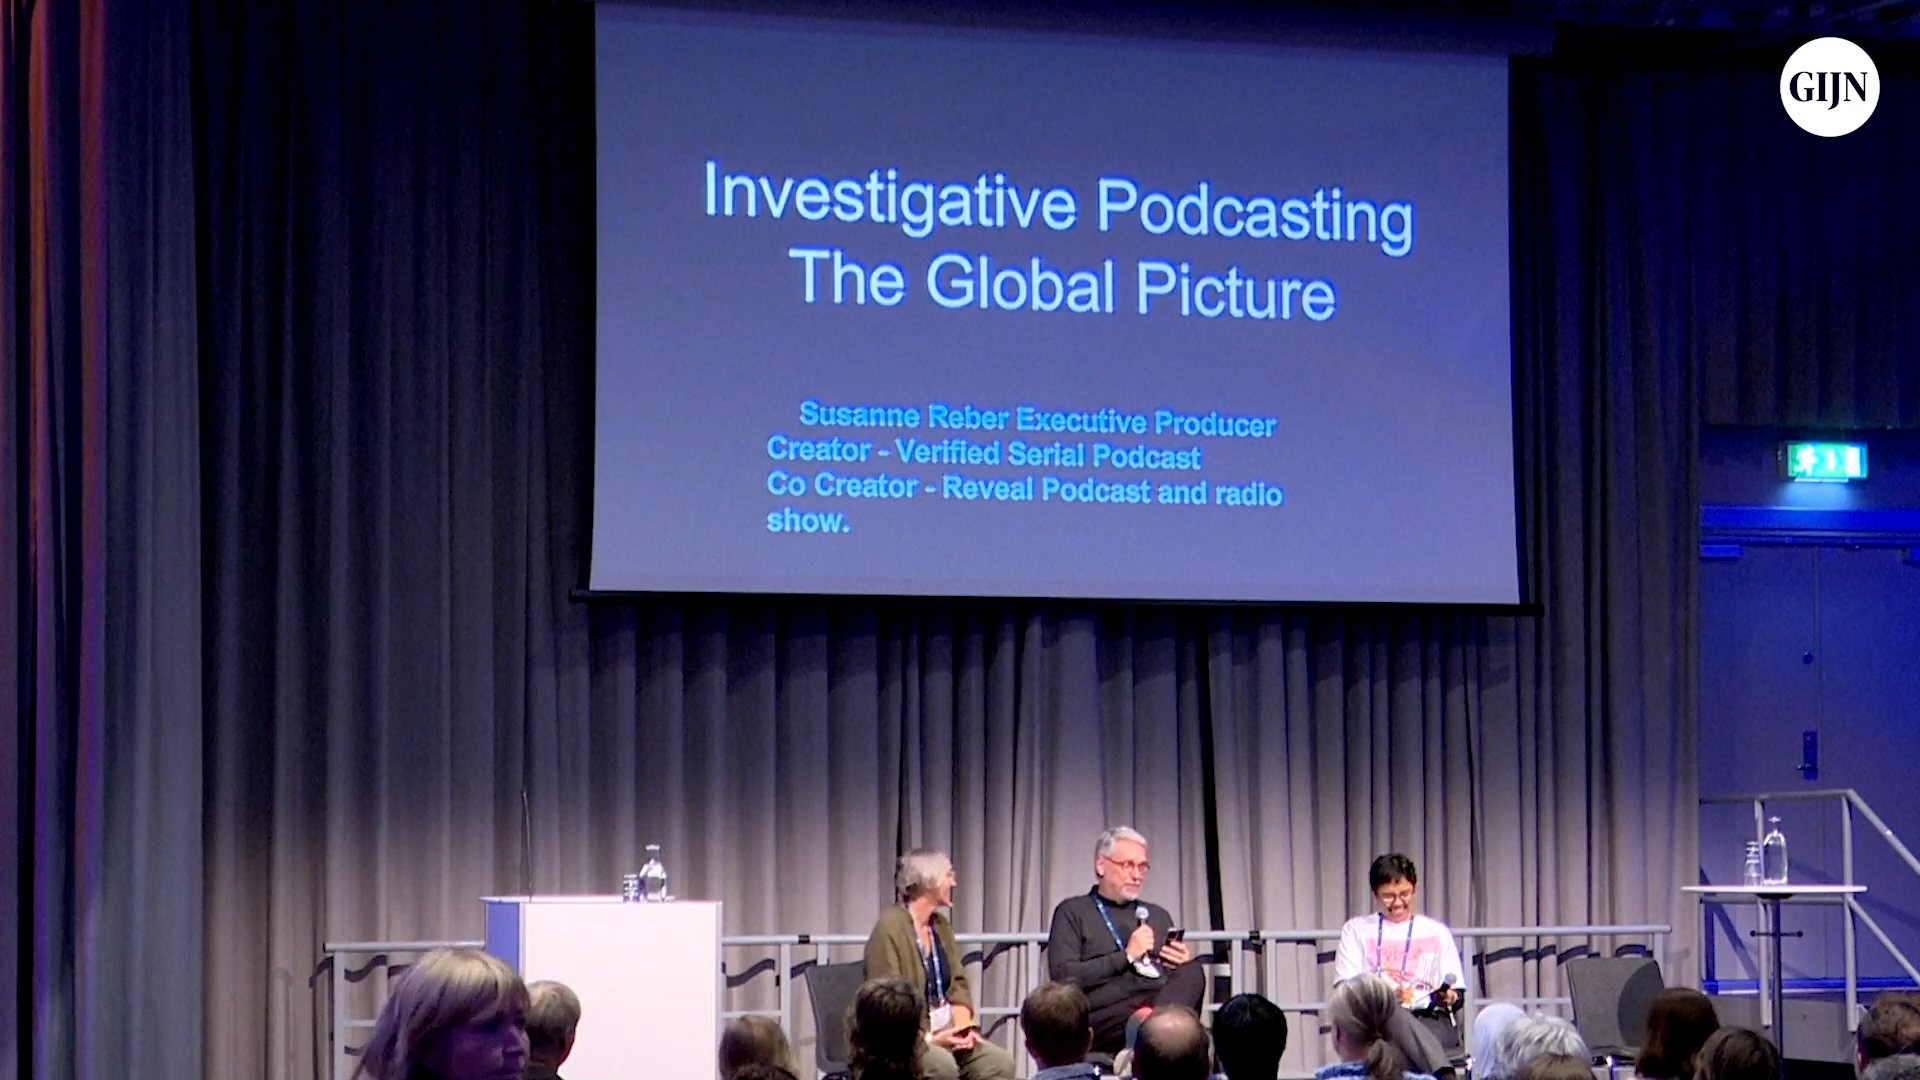 GIJN
Investigative Podcasting
The Global Picture
Susanne Reber Executive Producer
Creator - Verified Serial Podcast
Co Creator - Reveal Podcast and radio
show.